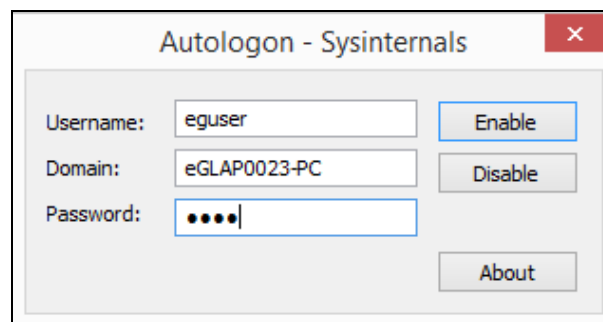 Autologon - Sysinternals
Username: eguser Enable
Domain: eGLAP0023-PC Disable
Password: ●●●●
About